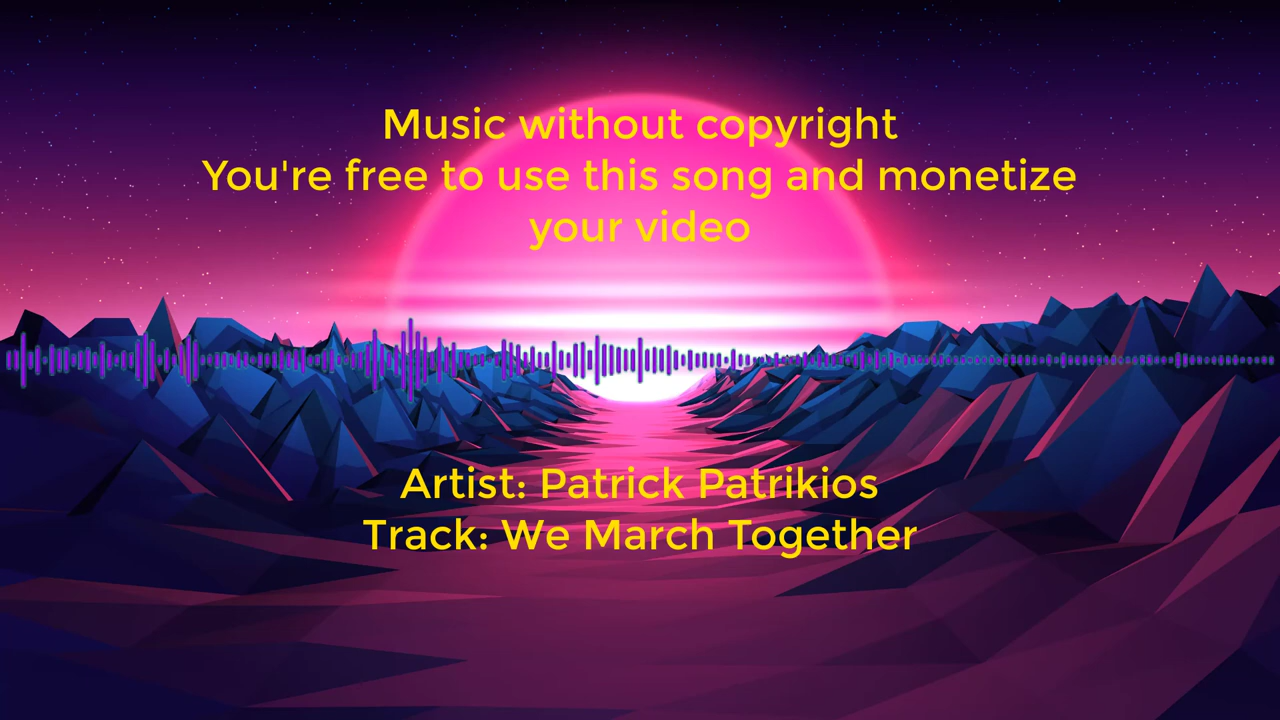 Music without copyright
You're free to use this song and monetize
your video
Artist: Patrick Patrikios
Track: We March Together